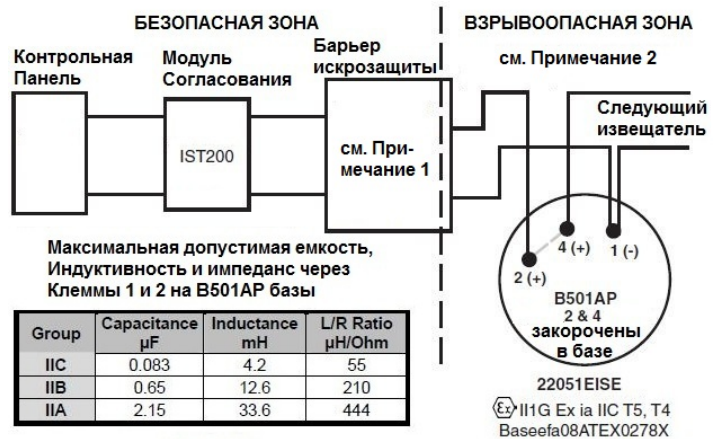 БЕЗОПАСНАЯ ЗОНА
ВЗРЫВООПАСНАЯ ЗОНА
Контрольная
Панель
Модуль
Согласования
Барьер
искрозащиты
см. Примечание 2
IST200
см. При-
мечание 1
Следующий
извещатель
2 (+)
4 (+)
1 (-)
B501AP
2 & 4
закорочены
в базе
22051EISE
Ex II1G Ex ia IIC T5, T4
Baseefa08ATEX0278X
Максимальная допустимая емкость,
Индуктивность и импеданс через
Клеммы 1 и 2 на B501AP базы
Group Capacitance µF Inductance mH L/R Ratio µH/Ohm
IIC 0.083 4.2 55
IIB 0.65 12.6 210
IIA 2.15 33.6 444